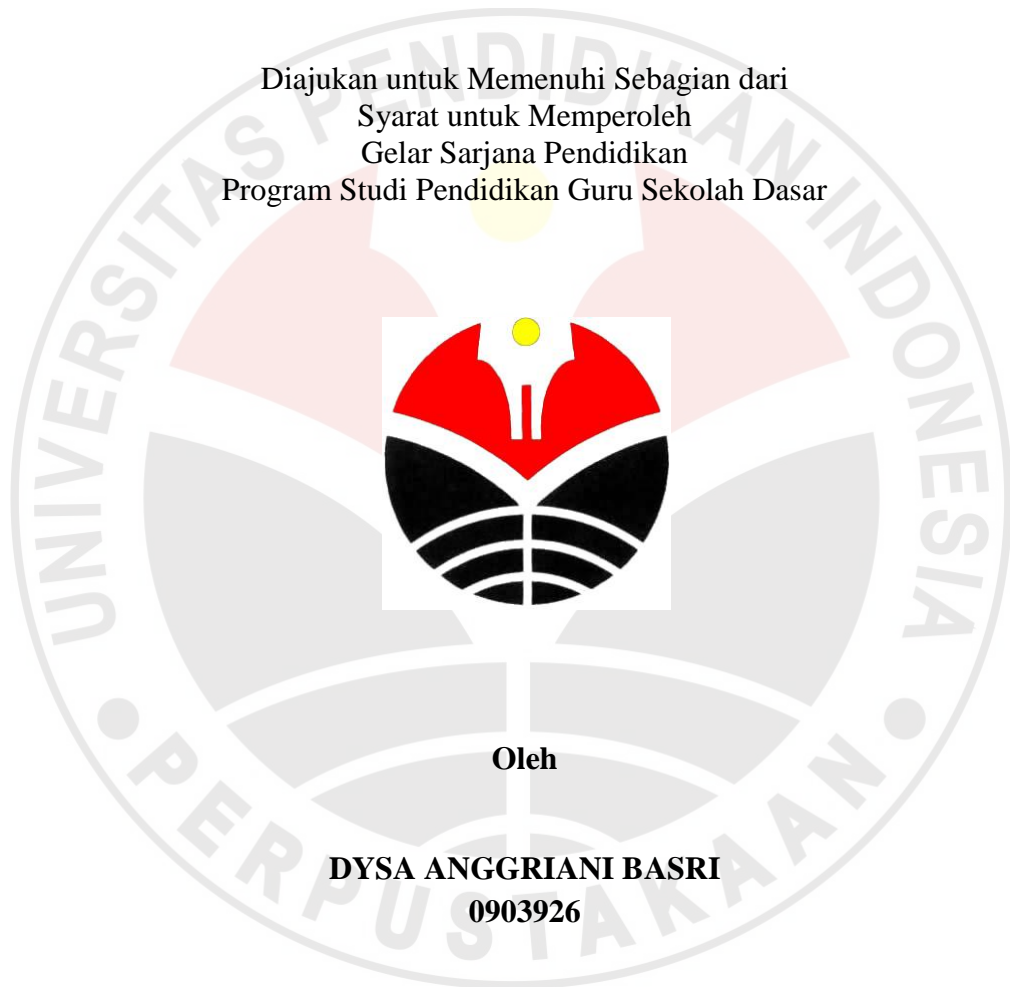 Diajukan untuk Memenuhi Sebagian dari
Syarat untuk Memperoleh
Gelar Sarjana Pendidikan
Program Studi Pendidikan Guru Sekolah Dasar
UNIVERSITAS PENDIDIKAN INDONESIA
Oleh
DYSA ANGGRIANI BASRI
0903926
PERPUSTAKAAN